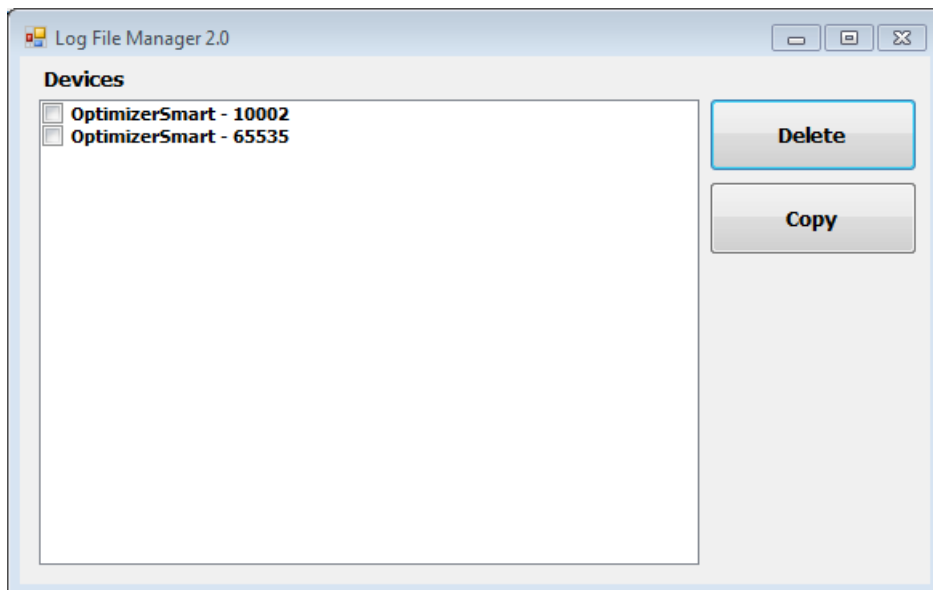 Log File Manager 2.0
Devices
OptimizerSmart - 10002
OptimizerSmart - 65535
Delete
Copy